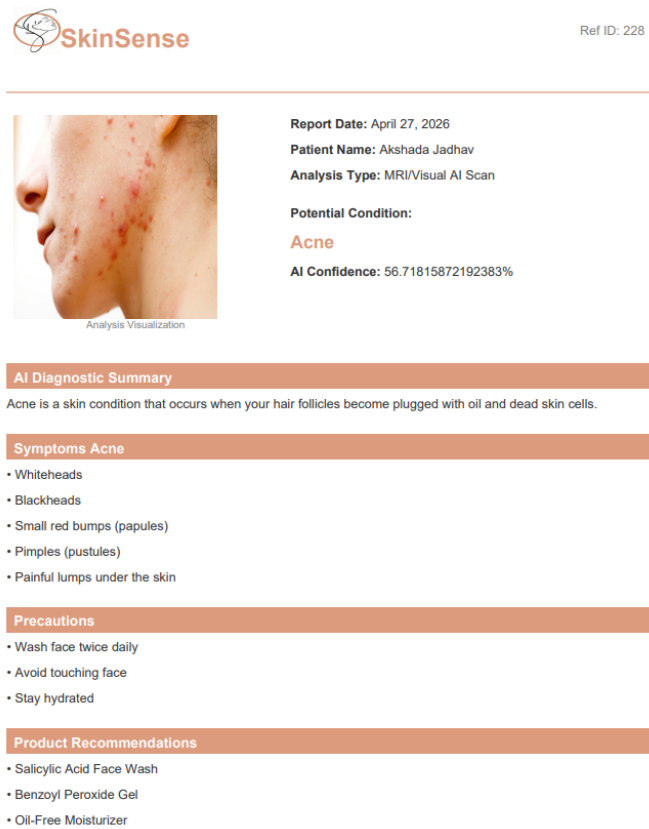 SkinSense
Ref ID: 228
Report Date: April 27, 2026
Patient Name: Akshada Jadhav
Analysis Type: MRI/Visual AI Scan
Potential Condition:
Acne
AI Confidence: 56.71815872192383%
Analysis Visualization
AI Diagnostic Summary
Acne is a skin condition that occurs when your hair follicles become plugged with oil and dead skin cells.
Symptoms Acne
• Whiteheads
• Blackheads
• Small red bumps (papules)
• Pimples (pustules)
• Painful lumps under the skin
Precautions
• Wash face twice daily
• Avoid touching face
• Stay hydrated
Product Recommendations
• Salicylic Acid Face Wash
• Benzoyl Peroxide Gel
• Oil-Free Moisturizer